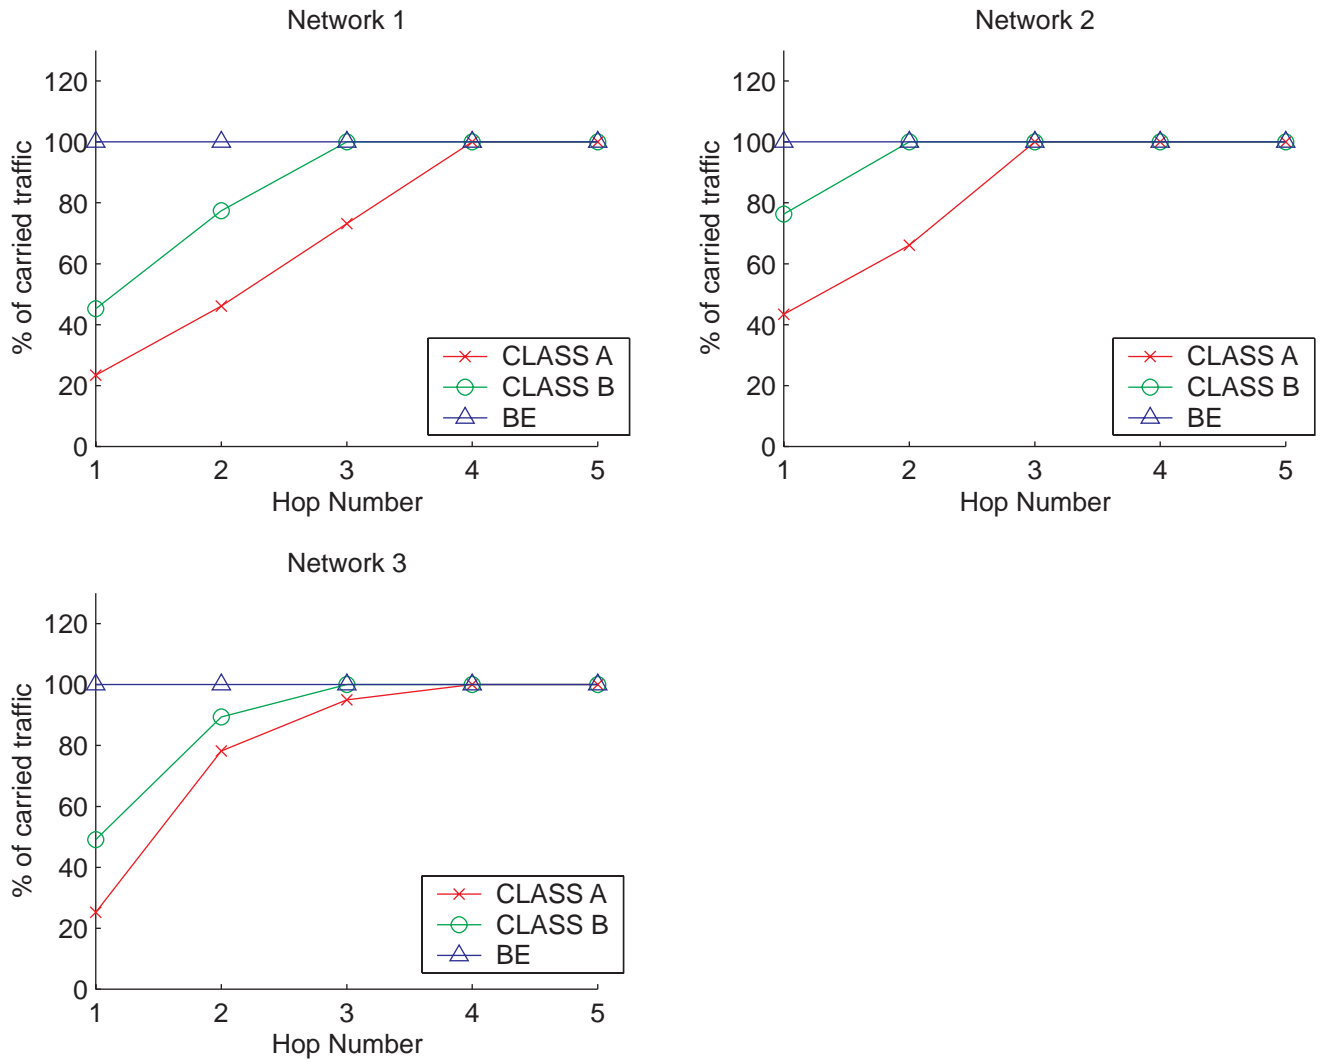 Network 1
120
100
80
60
40
20
0
% of carried traffic
CLASS A
CLASS B
BE
1 2 3 4 5
Hop Number
Network 2
120
100
80
60
40
20
0
% of carried traffic
CLASS A
CLASS B
BE
1 2 3 4 5
Hop Number
Network 3
120
100
80
60
40
20
0
% of carried traffic
CLASS A
CLASS B
BE
1 2 3 4 5
Hop Number